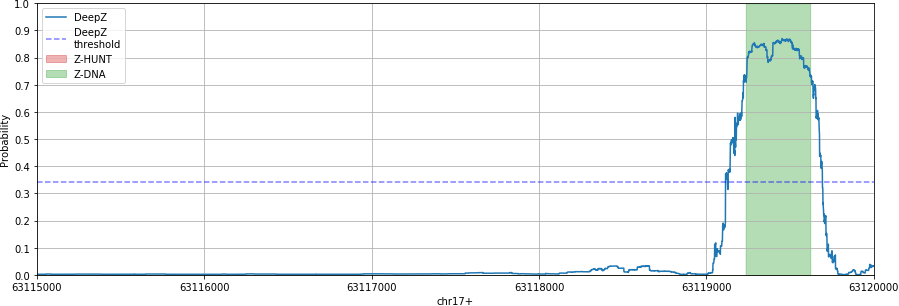 1.0
0.9
0.8
0.7
0.6
0.5
0.4
0.3
0.2
0.1
0.0
Probability
DeepZ
DeepZ
threshold
Z-HUNT
Z-DNA
63115000 63116000 63117000 63118000 63119000 63120000
chr17+